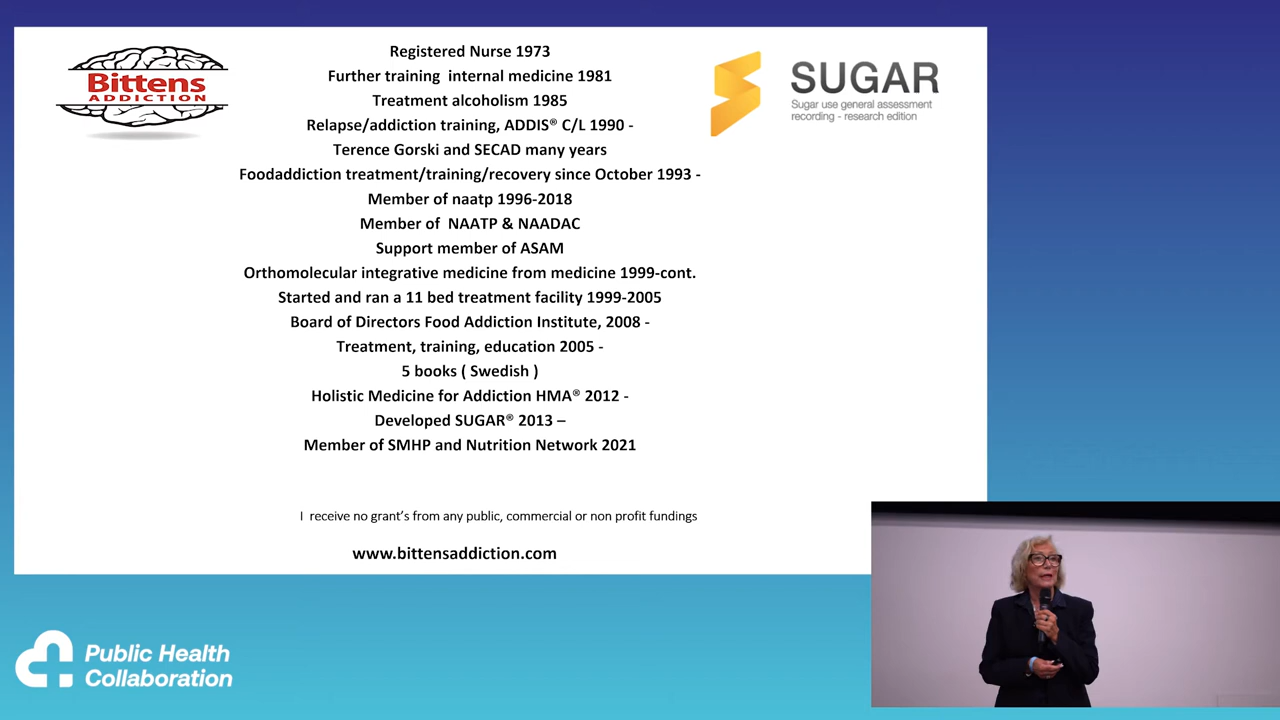 Bittens
ADDICTION
SUGAR
Sugar use general assessment
recording - research edition
Registered Nurse 1973
Further training internal medicine 1981
Treatment alcoholism 1985
Relapse/addiction training, ADDIS® C/L 1990 -
Terence Gorski and SECAD many years
Foodaddiction treatment/training/recovery since October 1993 -
Member of naatp 1996-2018
Member of NAATP & NAADAC
Support member of ASAM
Orthomolecular integrative medicine from medicine 1999-cont.
Started and ran a 11 bed treatment facility 1999-2005
Board of Directors Food Addiction Institute, 2008 -
Treatment, training, education 2005 -
5 books ( Swedish )
Holistic Medicine for Addiction HMA® 2012 -
Developed SUGAR® 2013 –
Member of SMHP and Nutrition Network 2021
I receive no grant's from any public, commercial or non profit fundings
www.bittensaddiction.com
Public Health
Collaboration